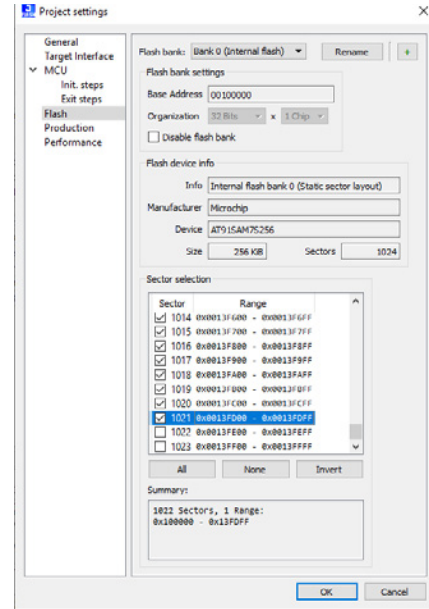 Project settings
General
Target Interface
MCU
Init. steps
Exit steps
Flash
Production
Performance
Flash bank: Bank 0 (Internal flash) Rename +
Flash bank settings
Base Address 00100000
Organization 32 Bits x 1 Chip
Disable flash bank
Flash device info
Info Internal flash bank 0 (Static sector layout)
Manufacturer Microchip
Device AT91SAM7S256
Size 256 KiB Sectors 1024
Sector selection
Sector Range
1014 0x0013F600 - 0x0013F6FF
1015 0x0013F700 - 0x0013F7FF
1016 0x0013F800 - 0x0013F8FF
1017 0x0013F900 - 0x0013F9FF
1018 0x0013FA00 - 0x0013FAFF
1019 0x0013FB00 - 0x0013FBFF
1020 0x0013FC00 - 0x0013FCFF
1021 0x0013FD00 - 0x0013FDFF
1022 0x0013FE00 - 0x0013FEFF
1023 0x0013FF00 - 0x0013FFFF
All None Invert
Summary:
1022 Sectors, 1 Range:
0x100000 - 0x13FDFF
OK Cancel